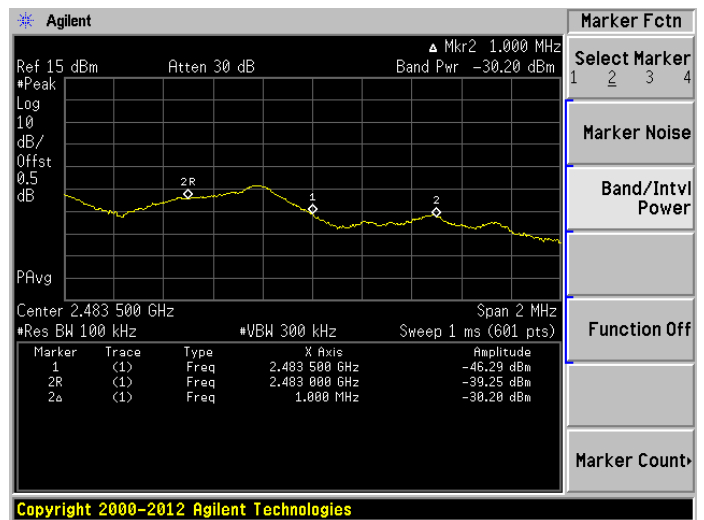 Agilent
Marker Fctn
Δ Mkr2 1.000 MHz
Ref 15 dBm Atten 30 dB Band Pwr -30.20 dBm
#Peak
Log
10
dB/
Offst
0.5
dB
2R
1
2
PAvg
Center 2.483 500 GHz Span 2 MHz
#Res BW 100 kHz #VBW 300 kHz Sweep 1 ms (601 pts)
Marker Trace Type X Axis Amplitude
1 (1) Freq 2.483 500 GHz -46.29 dBm
2R (1) Freq 2.483 000 GHz -39.25 dBm
2Δ (1) Freq 1.000 MHz -30.20 dBm
Select Marker
1 2 3 4
Marker Noise
Band/Intvl
Power
Function Off
Marker Count
Copyright 2000-2012 Agilent Technologies